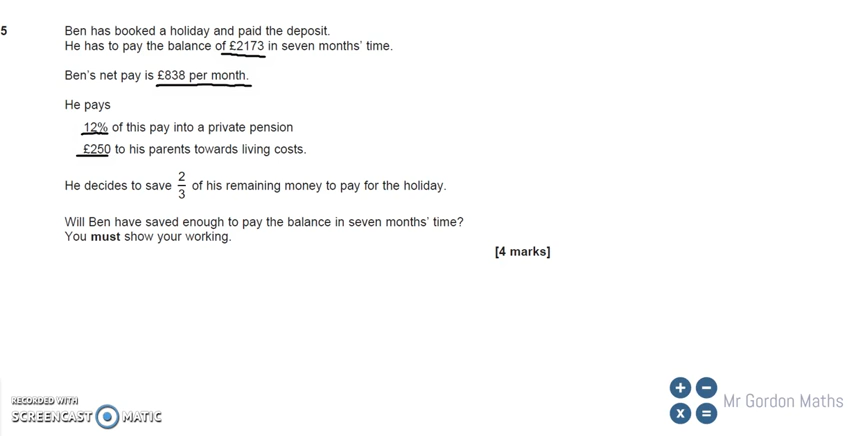 5 Ben has booked a holiday and paid the deposit.
He has to pay the balance of £2173 in seven months' time.
Ben's net pay is £838 per month.
He pays
12% of this pay into a private pension
£250 to his parents towards living costs.
He decides to save 2/3 of his remaining money to pay for the holiday.
Will Ben have saved enough to pay the balance in seven months' time?
You must show your working.
[4 marks]
RECORDED WITH
SCREENCAST MATIC
+ −
x =
Mr Gordon Maths